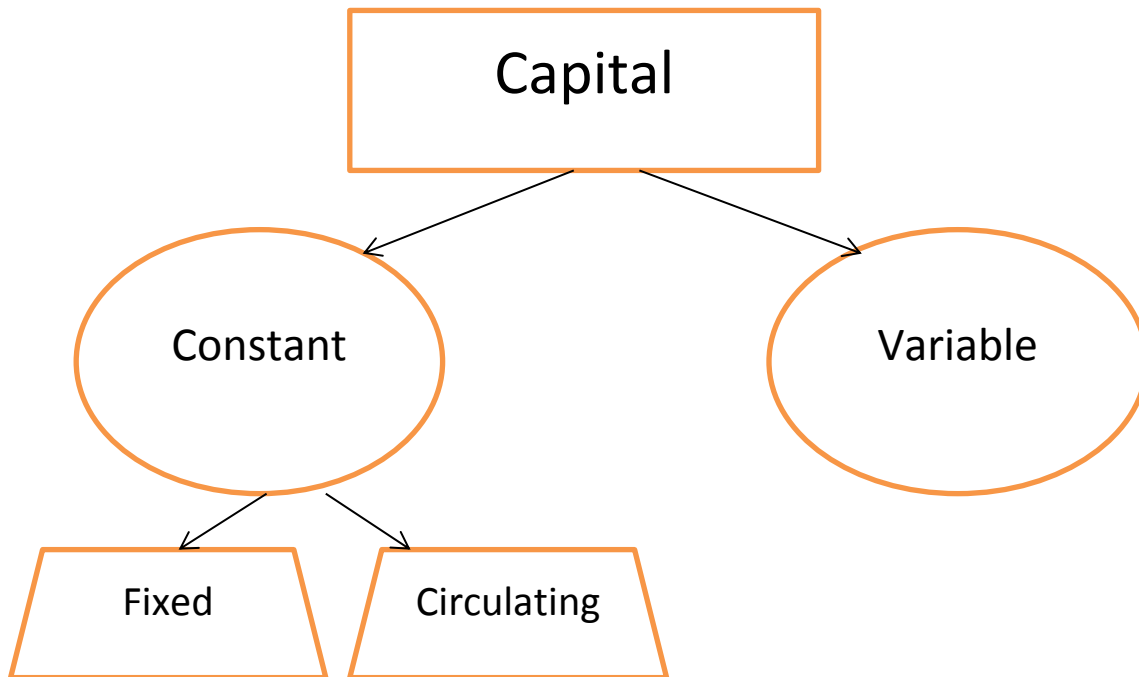 Capital
Constant
Variable
Fixed
Circulating